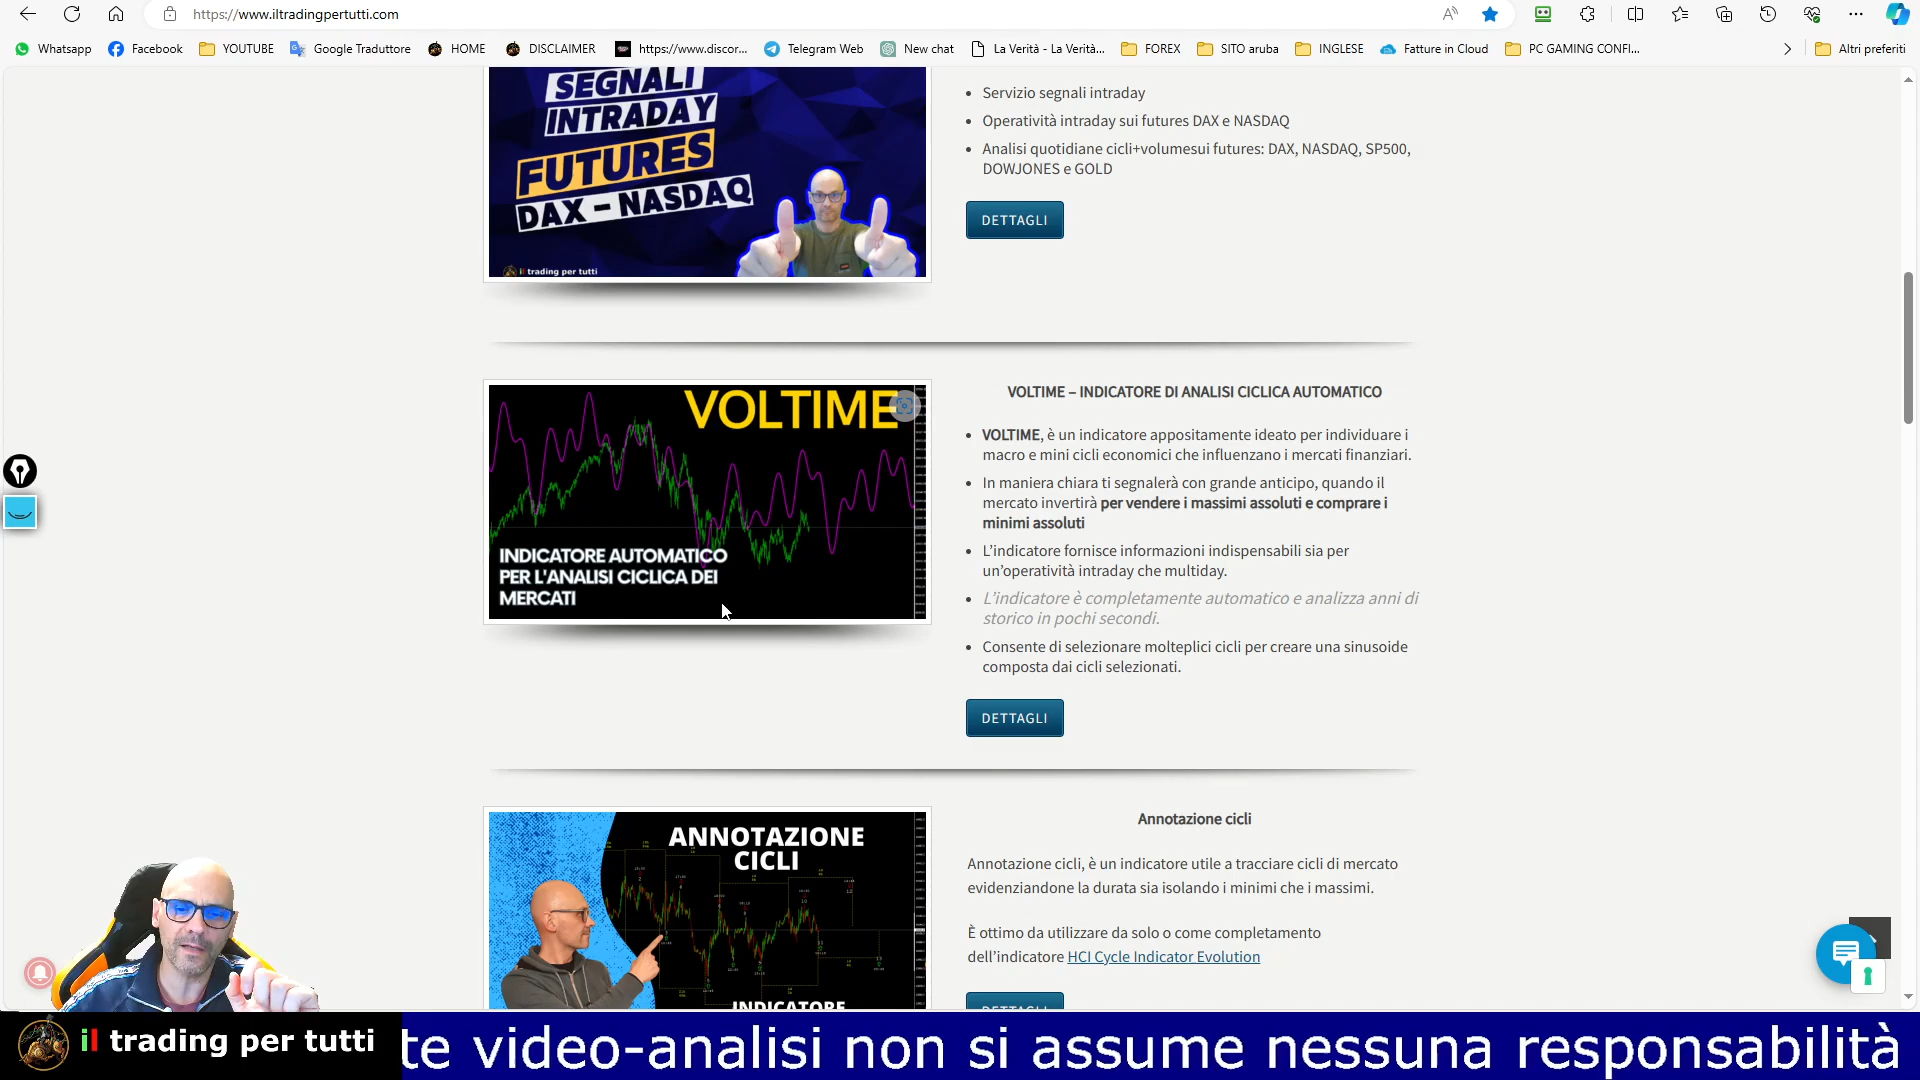 https://www.iltradingpertutti.com
Whatsapp
Facebook
YOUTUBE
Google Traduttore
HOME
DISCLAIMER
https://www.discor...
Telegram Web
New chat
La Verità - La Verità...
FOREX
SITO aruba
INGLESE
Fatture in Cloud
PC GAMING CONFI...
Altri preferiti
SEGNALI
INTRADAY
FUTURES
DAX – NASDAQ
il trading per tutti
Servizio segnali intraday
Operatività intraday sui futures DAX e NASDAQ
Analisi quotidiane cicli+volumesui futures: DAX, NASDAQ, SP500,
DOWJONES e GOLD
DETTAGLI
VOLTIME
INDICATORE AUTOMATICO
PER L'ANALISI CICLICA DEI
MERCATI
VOLTIME – INDICATORE DI ANALISI CICLICA AUTOMATICO
VOLTIME, è un indicatore appositamente ideato per individuare i
macro e mini cicli economici che influenzano i mercati finanziari.
In maniera chiara ti segnalerà con grande anticipo, quando il
mercato invertirà per vendere i massimi assoluti e comprare i
minimi assoluti
L'indicatore fornisce informazioni indispensabili sia per
un'operatività intraday che multiday.
L'indicatore è completamente automatico e analizza anni di
storico in pochi secondi.
Consente di selezionare molteplici cicli per creare una sinusoide
composta dai cicli selezionati.
DETTAGLI
ANNOTAZIONE
CICLI
INDICATORE
Annotazione cicli
Annotazione cicli, è un indicatore utile a tracciare cicli di mercato
evidenziandone la durata sia isolando i minimi che i massimi.
È ottimo da utilizzare da solo o come completamento
dell'indicatore HCI Cycle Indicator Evolution
DETTAGLI
il trading per tutti
te video-analisi non si assume nessuna responsabilità